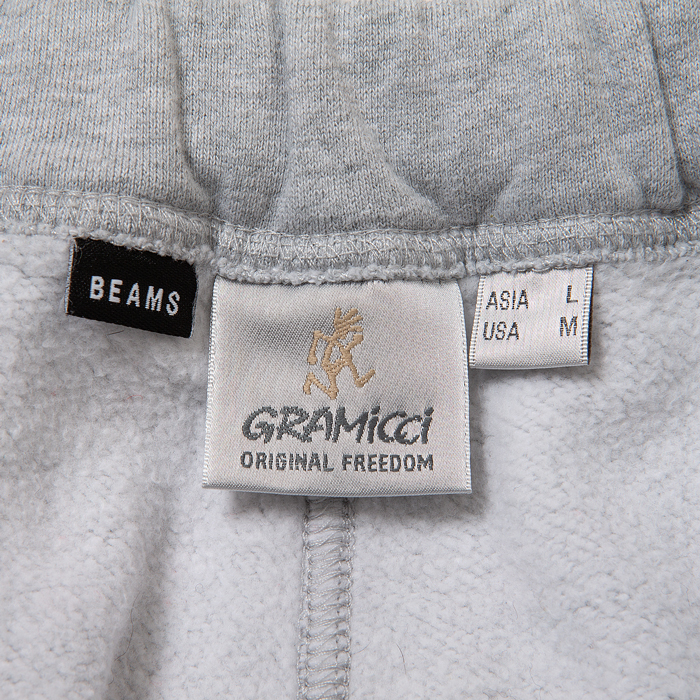 BEAMS
GRAMiCCi
ORIGINAL FREEDOM
ASIA L
USA M